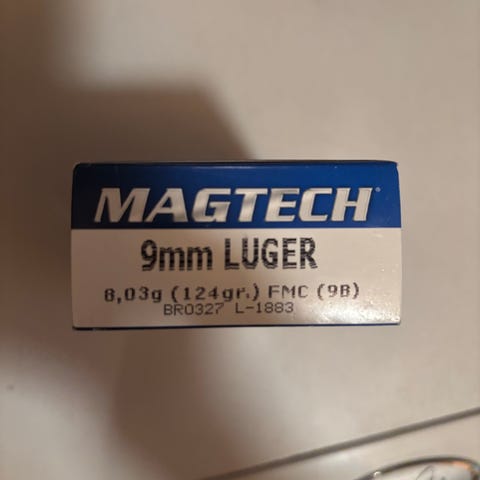 MAGTECH®
9mm LUGER
8,03g (124gr.) FMC (9B)
BR0327 L-1883